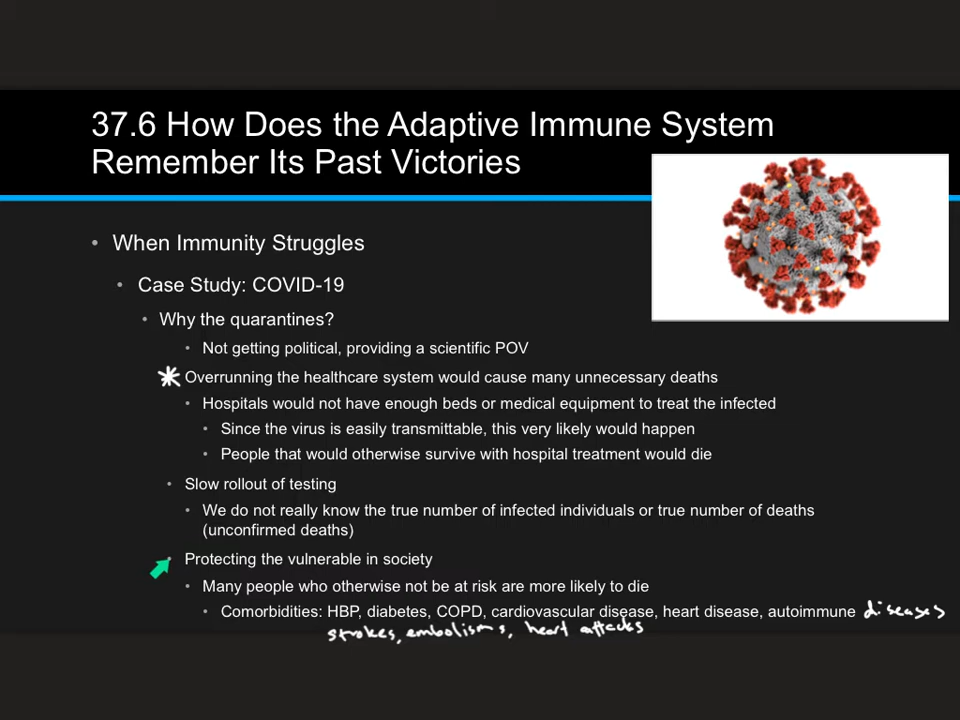 37.6 How Does the Adaptive Immune System
Remember Its Past Victories
• When Immunity Struggles
• Case Study: COVID-19
• Why the quarantines?
• Not getting political, providing a scientific POV
Overrunning the healthcare system would cause many unnecessary deaths
• Hospitals would not have enough beds or medical equipment to treat the infected
• Since the virus is easily transmittable, this very likely would happen
• People that would otherwise survive with hospital treatment would die
• Slow rollout of testing
• We do not really know the true number of infected individuals or true number of deaths
(unconfirmed deaths)
• Protecting the vulnerable in society
• Many people who otherwise not be at risk are more likely to die
• Comorbidities: HBP, diabetes, COPD, cardiovascular disease, heart disease, autoimmune diseases
strokes, embolisms, heart attacks